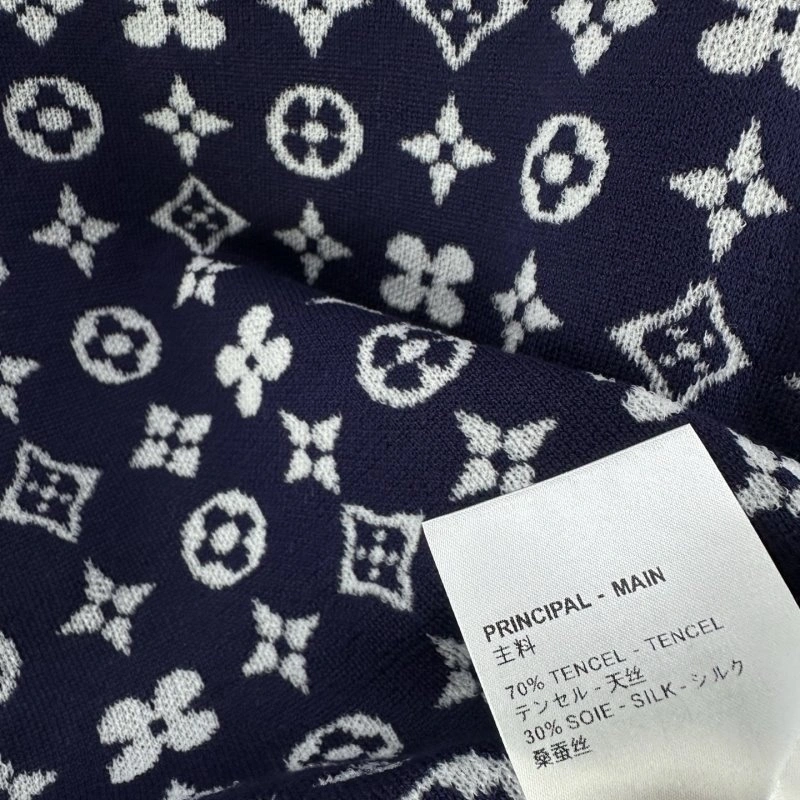 PRINCIPAL - MAIN
主料
70% TENCEL - TENCEL
テンセル - 天丝
30% SOIE - SILK - シルク
桑蚕丝